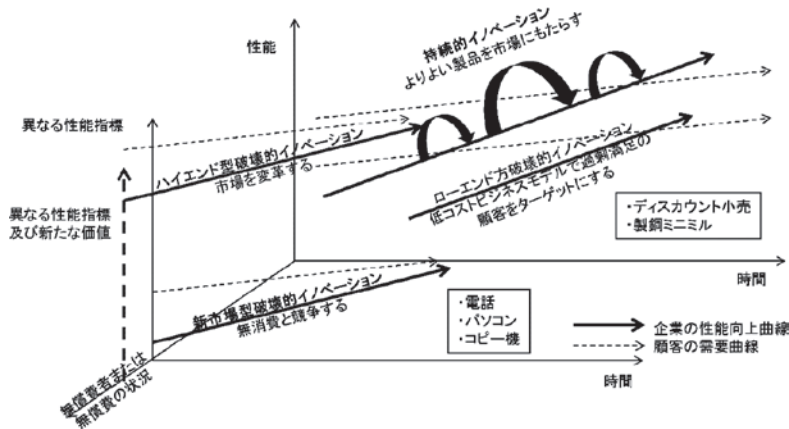 性能
持続的イノベーション
よりよい製品を市場にもたらす
異なる性能指標
ハイエンド型破壊的イノベーション
市場を変革する
ローエンド方破壊的イノベーション
低コストビジネスモデルで過剰満足の
顧客をターゲットにする
異なる性能指標
及び新たな価値
・ディスカウント小売
・製鋼ミニミル
時間
新市場型破壊的イノベーション
無消費と競争する
・電話
・パソコン
・コピー機
企業の性能向上曲線
顧客の需要曲線
時間
無償費者または
無償費の状況